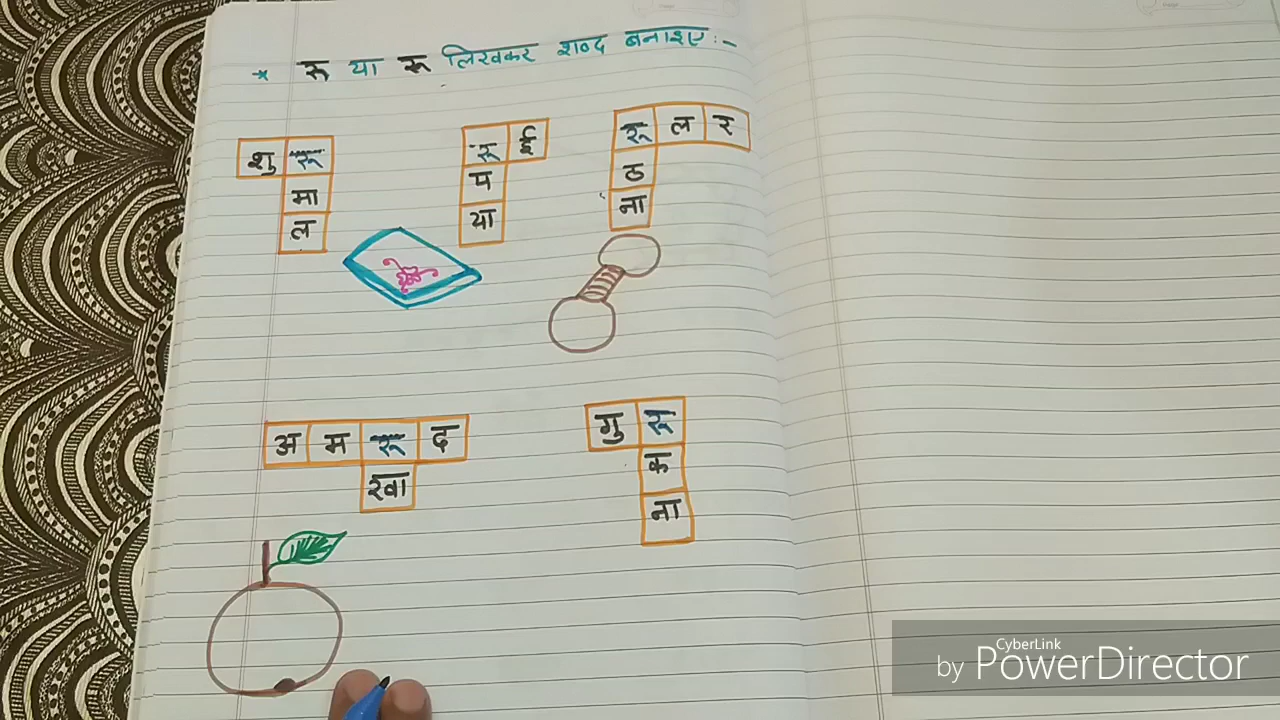 * रु या रू लिखकर शब्द बनाइए :-
शु रू
मा
ल
रू ई
प
या
रू ल र
ठ
ना
अ म रू द
खा
गु रू
क
ना
CyberLink
by PowerDirector